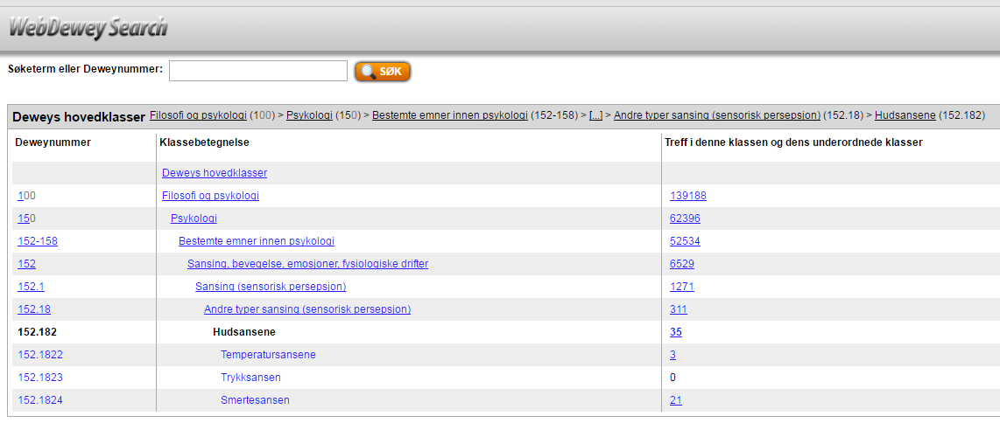 WebDewey Search
Søketerm eller Deweynummer: SØK
Deweys hovedklasser Filosofi og psykologi (100) > Psykologi (150) > Bestemte emner innen psykologi (152-158) > [...] > Andre typer sansing (sensorisk persepsjon) (152.18) > Hudsansene (152.182)
Deweynummer Klassebetegnelse Treff i denne klassen og dens underordnede klasser
Deweys hovedklasser
100 Filosofi og psykologi 139188
150 Psykologi 62396
152-158 Bestemte emner innen psykologi 52534
152 Sansing, bevegelse, emosjoner, fysiologiske drifter 6529
152.1 Sansing (sensorisk persepsjon) 1271
152.18 Andre typer sansing (sensorisk persepsjon) 311
152.182 Hudsansene 35
152.1822 Temperatursansene 3
152.1823 Trykksansen 0
152.1824 Smertesansen 21